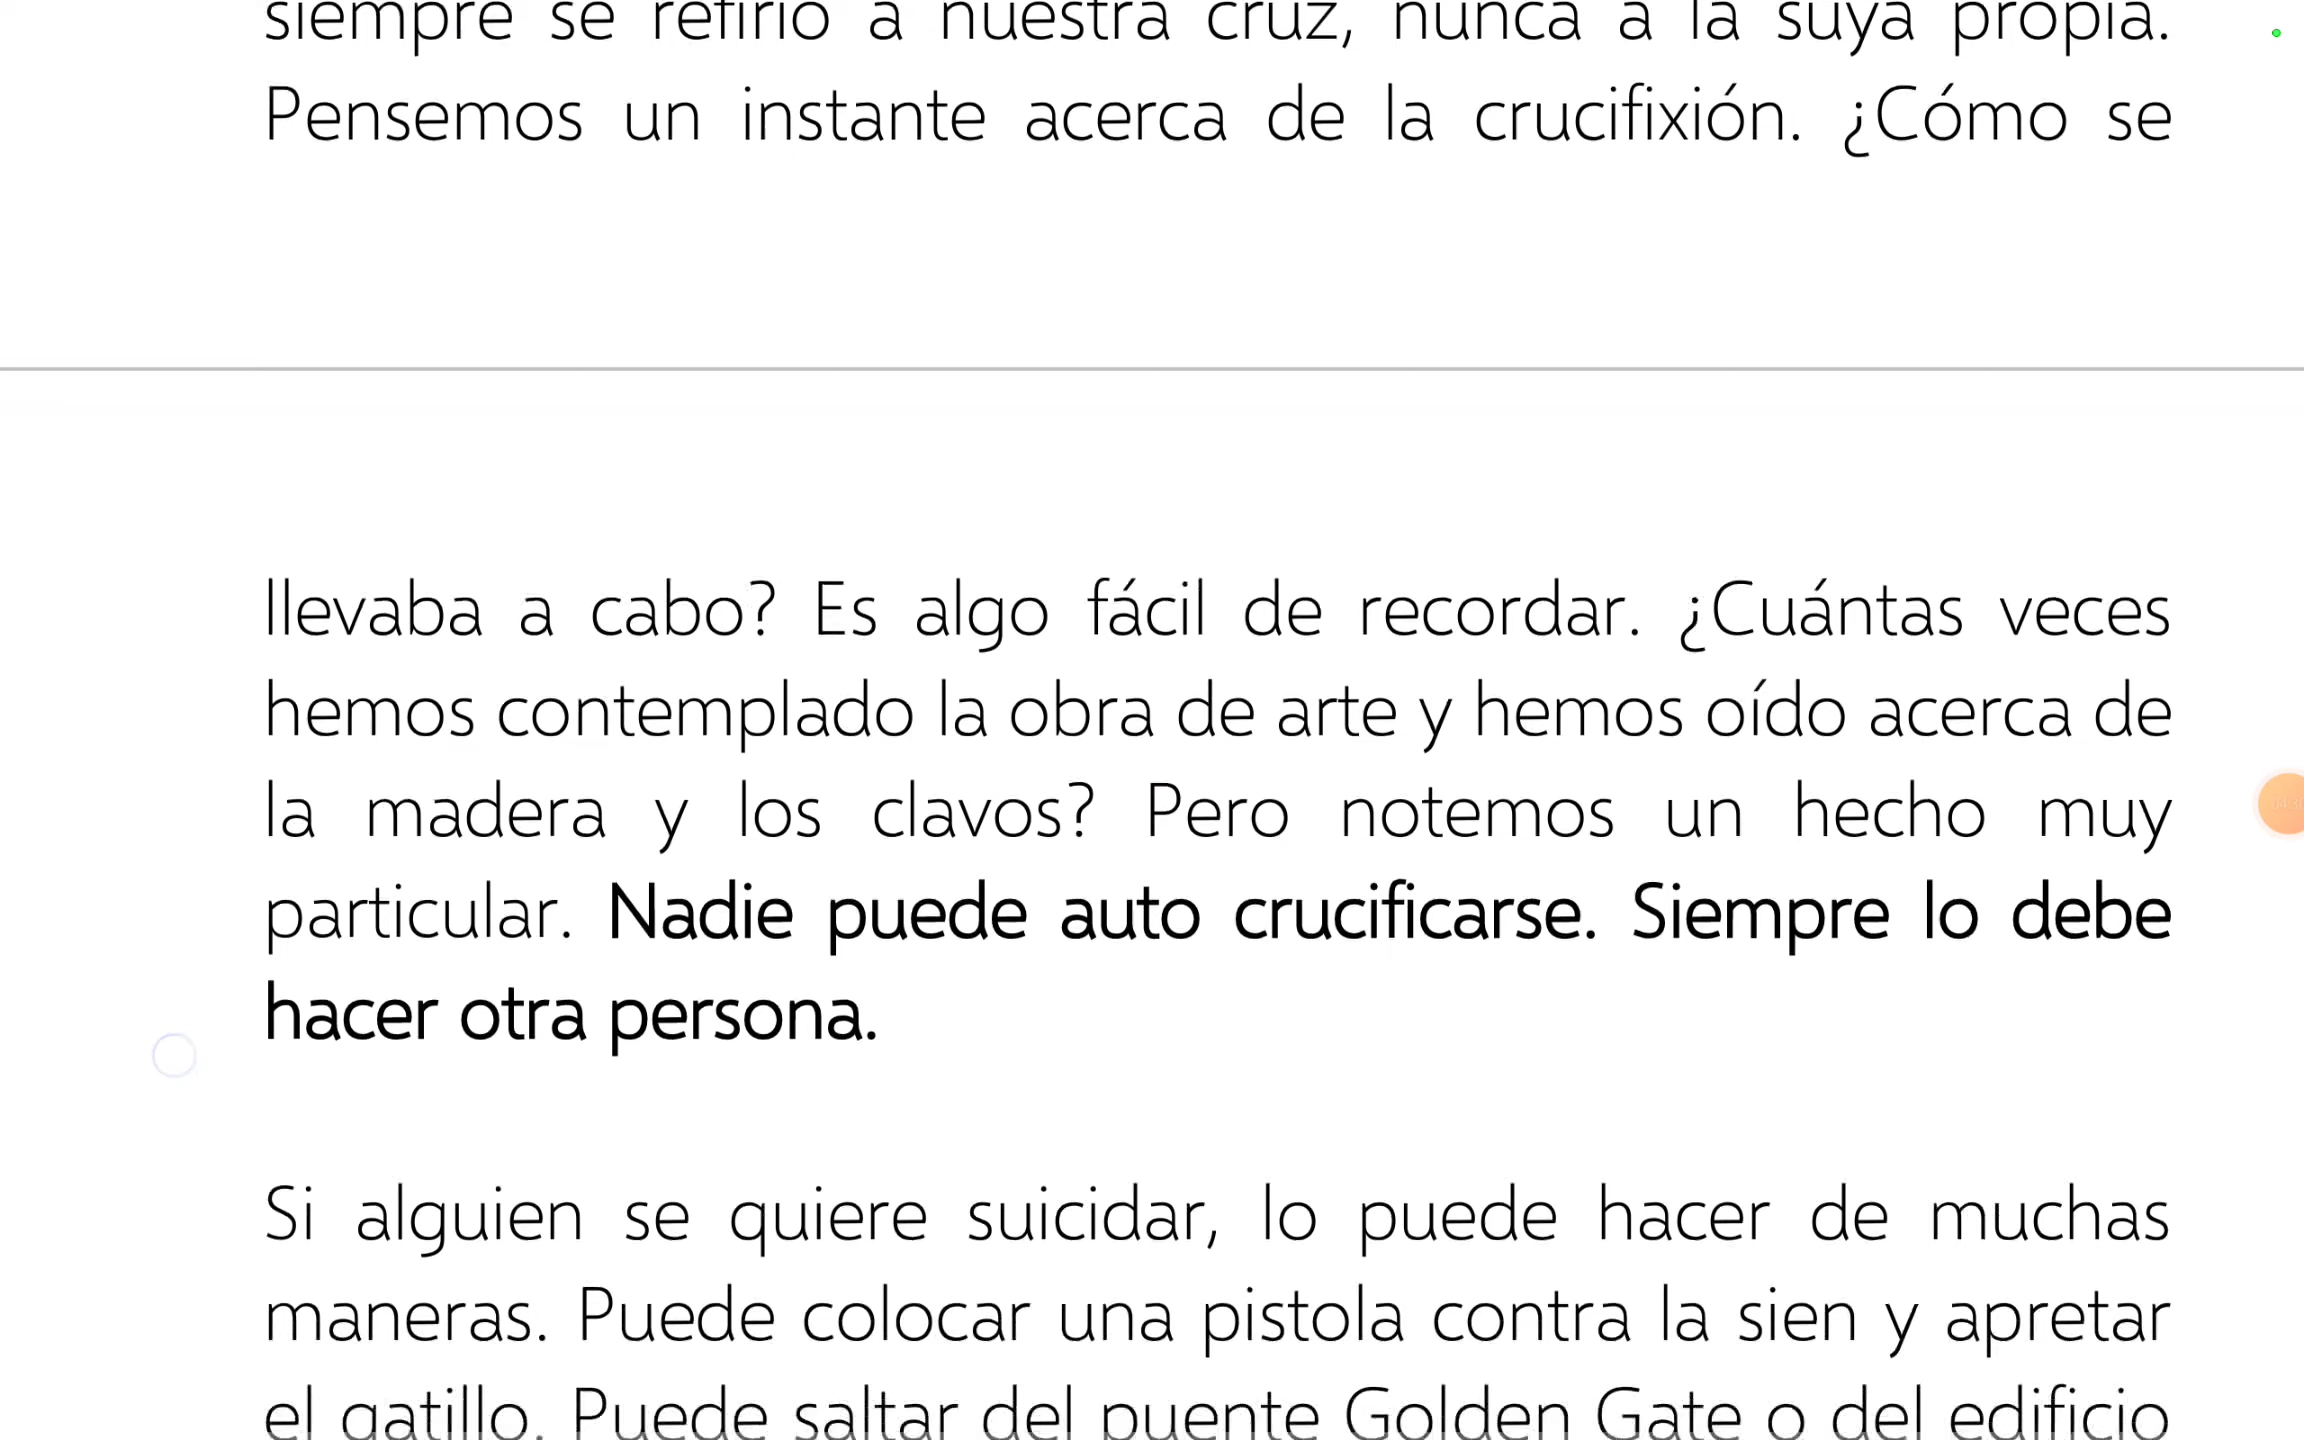 siempre se refirió a nuestra cruz, nunca a la suya propia.
Pensemos un instante acerca de la crucifixión. ¿Cómo se
llevaba a cabo? Es algo fácil de recordar. ¿Cuántas veces
hemos contemplado la obra de arte y hemos oído acerca de
la madera y los clavos? Pero notemos un hecho muy
particular. Nadie puede auto crucificarse. Siempre lo debe
hacer otra persona.
Si alguien se quiere suicidar, lo puede hacer de muchas
maneras. Puede colocar una pistola contra la sien y apretar
el gatillo. Puede saltar del puente Golden Gate o del edificio